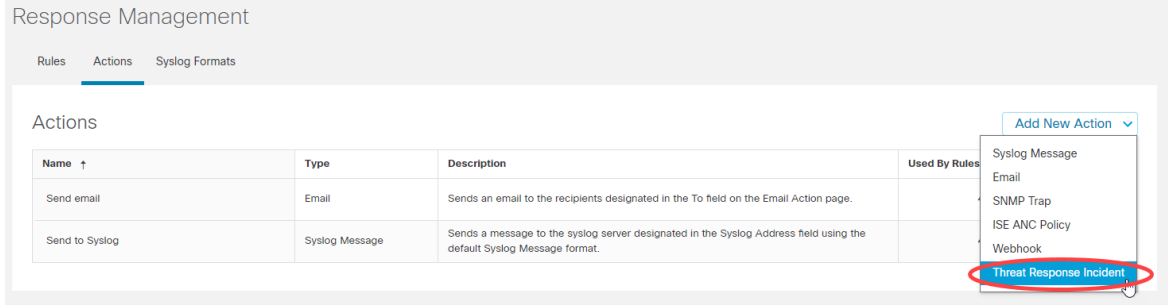 Response Management
Rules Actions Syslog Formats
Actions
Add New Action
Name ↑ Type Description Used By Rules
Send email Email Sends an email to the recipients designated in the To field on the Email Action page.
Send to Syslog Syslog Message Sends a message to the syslog server designated in the Syslog Address field using the
default Syslog Message format.
Syslog Message
Email
SNMP Trap
ISE ANC Policy
Webhook
Threat Response Incident